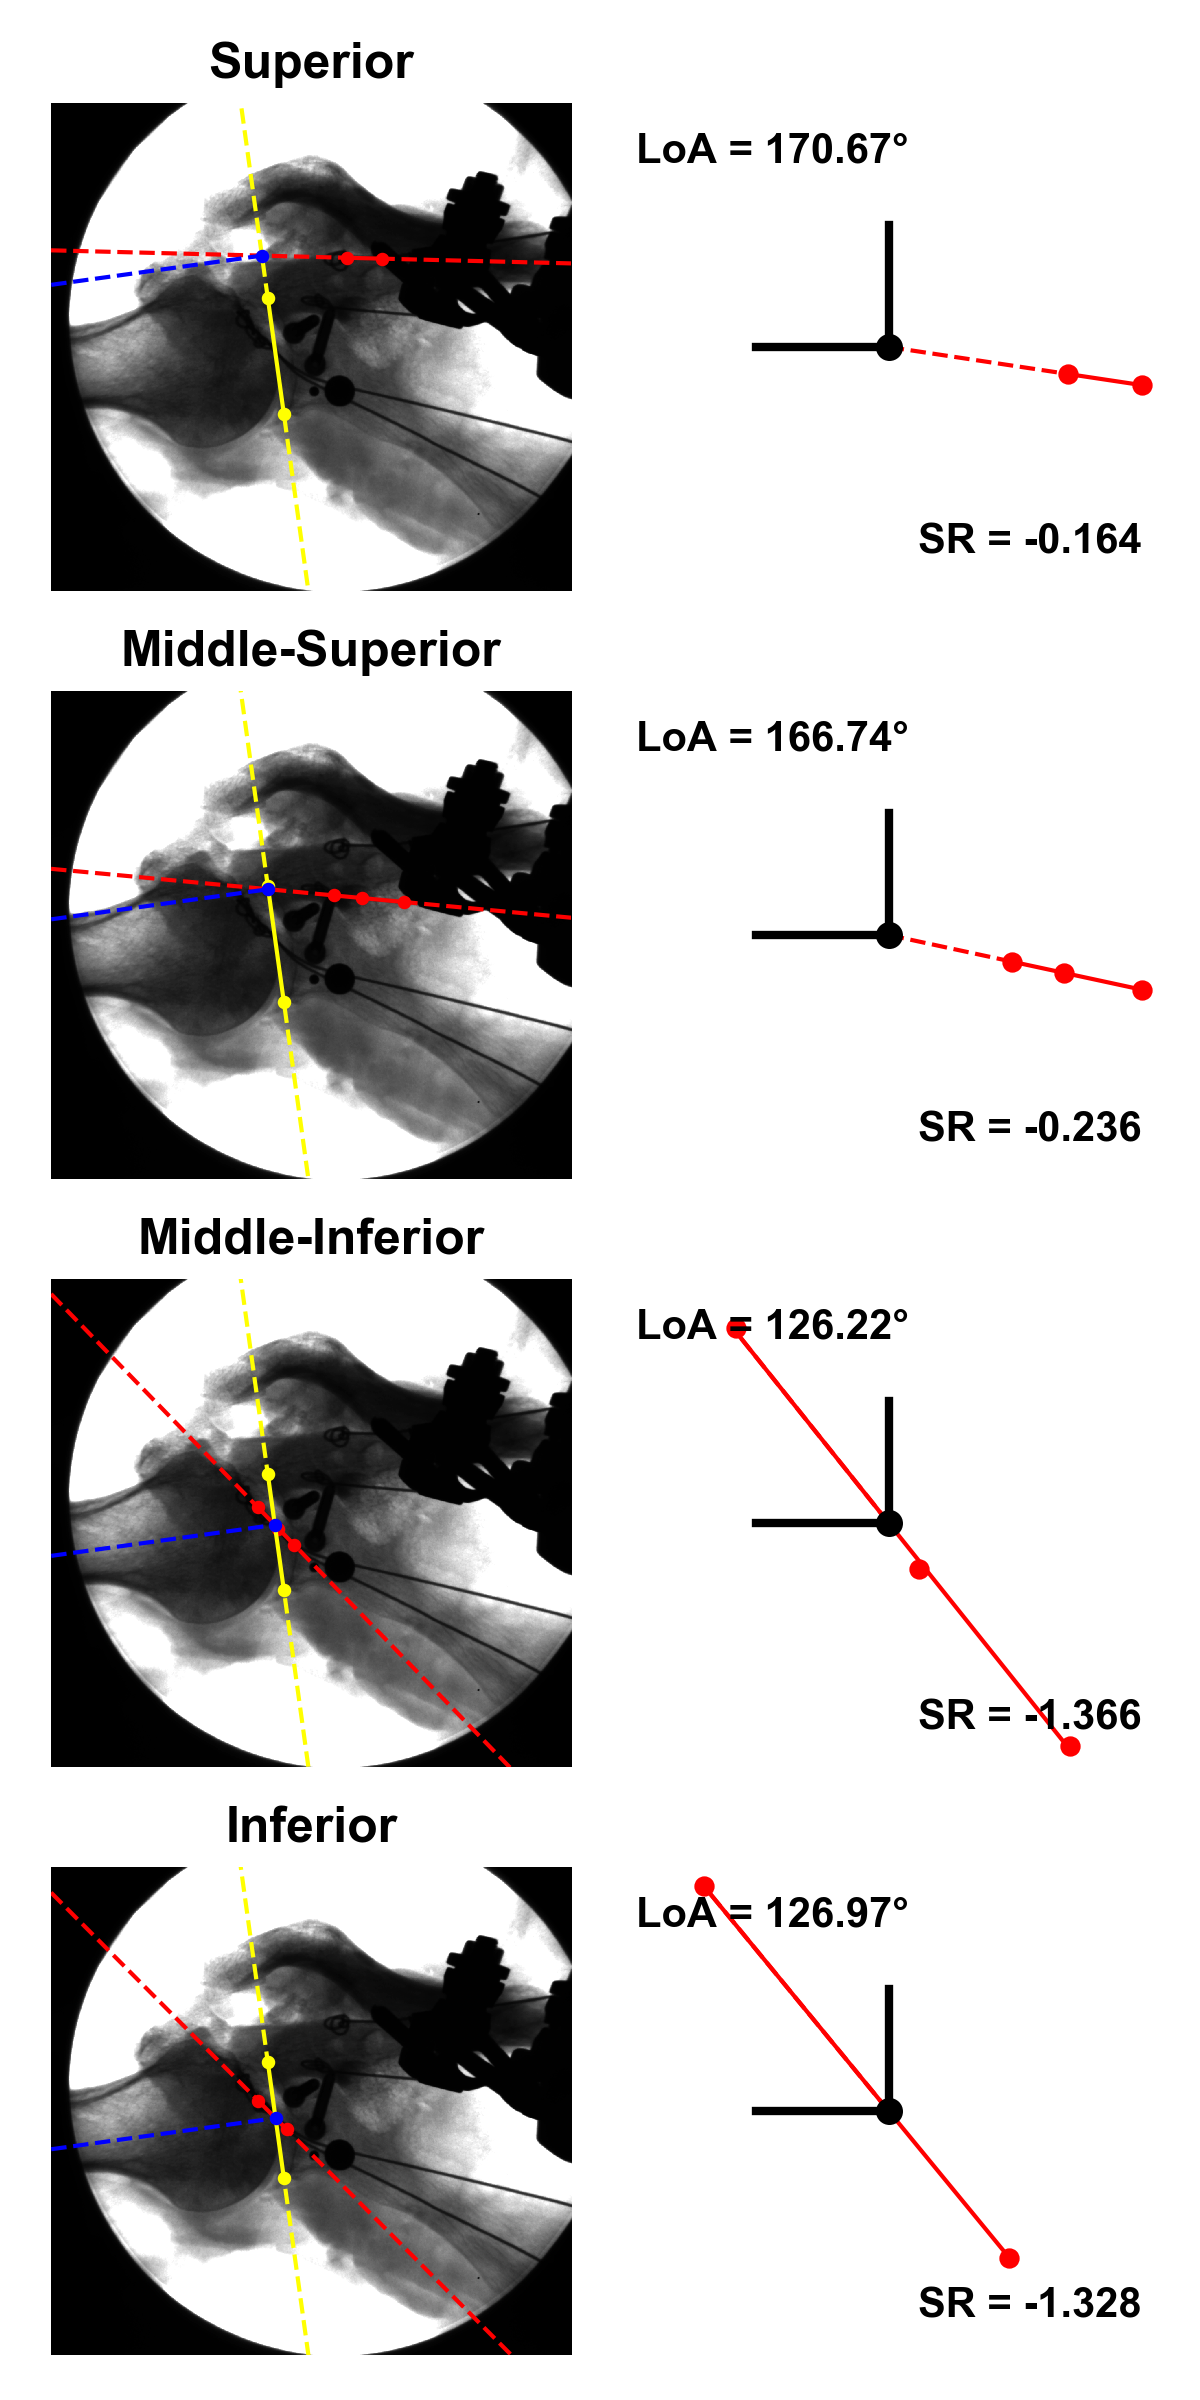 Superior
LoA = 170.67°
SR = -0.164
Middle-Superior
LoA = 166.74°
SR = -0.236
Middle-Inferior
LoA = 126.22°
SR = -1.366
Inferior
LoA = 126.97°
SR = -1.328